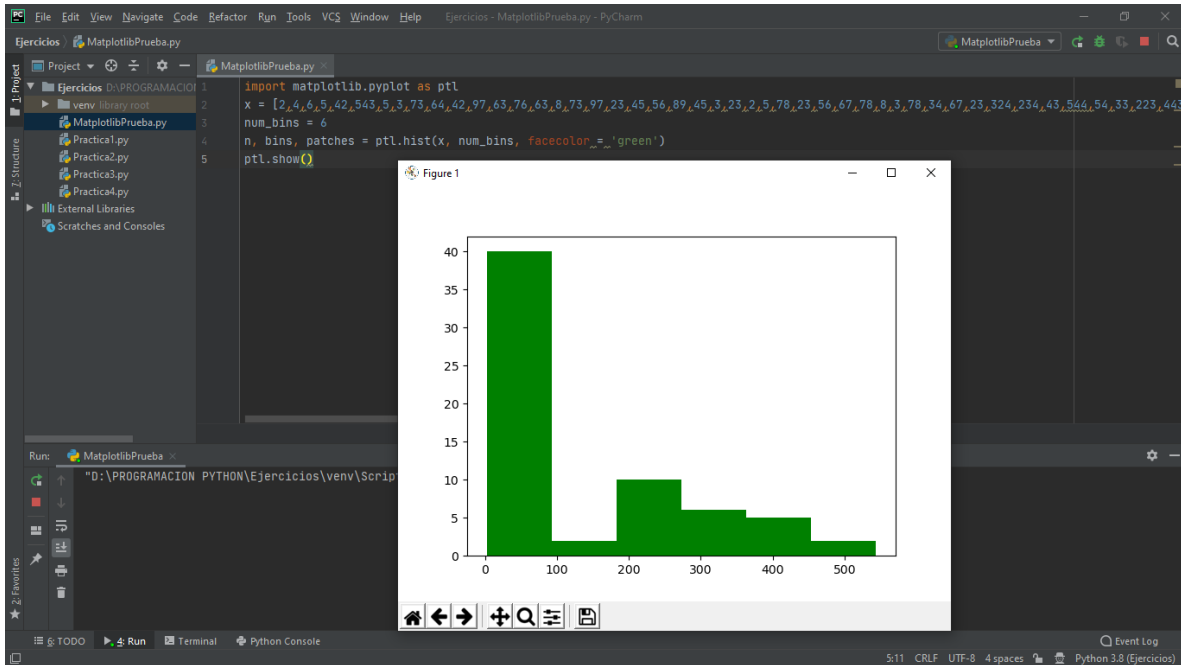 PC File Edit View Navigate Code Refactor Run Tools VCS Window Help Ejercicios - MatplotlibPrueba.py - PyCharm
Ejercicios MatplotlibPrueba.py MatplotlibPrueba
1: Project
Project
MatplotlibPrueba.py
Ejercicios D:\PROGRAMACIO
venv library root
MatplotlibPrueba.py
Practica1.py
Practica2.py
Practica3.py
Practica4.py
External Libraries
Scratches and Consoles
Z: Structure
1 import matplotlib.pyplot as ptl
2 x = [2,4,6,5,42,543,5,3,73,64,42,97,63,76,63,8,73,97,23,45,56,89,45,3,23,2,5,78,23,56,67,78,8,3,78,34,67,23,324,234,43,544,54,33,223,443
3 num_bins = 6
4 n, bins, patches = ptl.hist(x, num_bins, facecolor = 'green')
5 ptl.show()
Figure 1
40
35
30
25
20
15
10
5
0
0 100 200 300 400 500
Run: MatplotlibPrueba
"D:\PROGRAMACION PYTHON\Ejercicios\venv\Scrip
2: Favorites
6: TODO 4: Run Terminal Python Console Event Log
5:11 CRLF UTF-8 4 spaces Python 3.8 (Ejercicios)